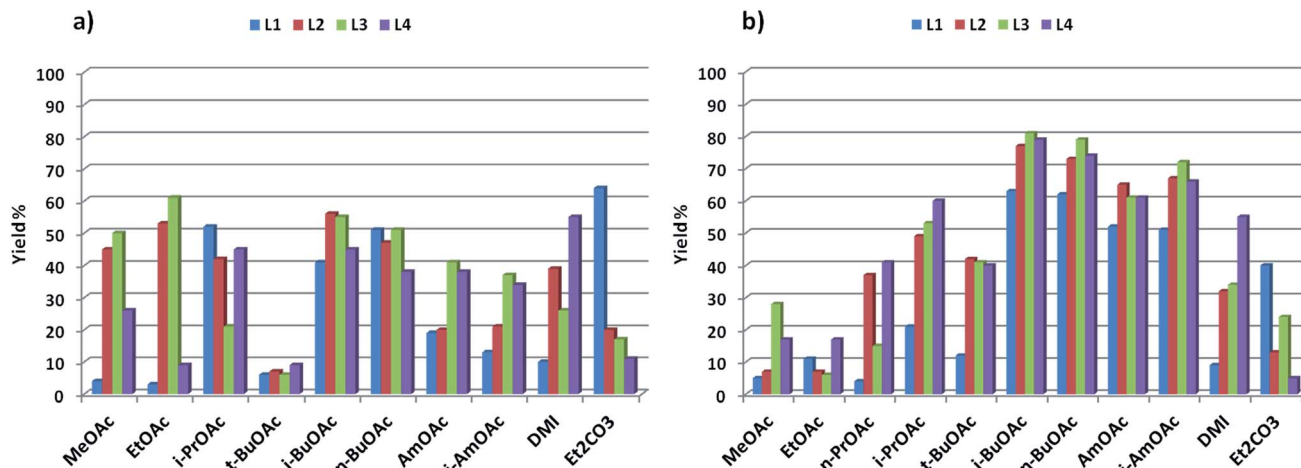 a)
L1 L2 L3 L4
Yield%
100
90
80
70
60
50
40
30
20
10
0
MeOAc
EtOAc
i-PrOAc
t-BuOAc
i-BuOAc
n-BuOAc
AmOAc
i-AmOAc
DMI
Et2CO3
b)
L1 L2 L3 L4
Yield%
100
90
80
70
60
50
40
30
20
10
0
MeOAc
EtOAc
n-PrOAc
i-PrOAc
t-BuOAc
i-BuOAc
n-BuOAc
AmOAc
i-AmOAc
DMI
Et2CO3